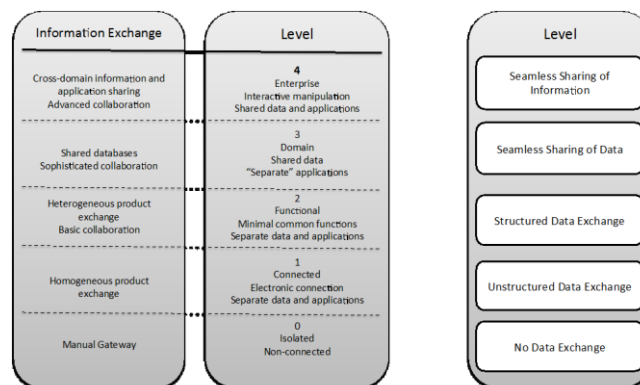 Information Exchange
Cross-domain information and
application sharing
Advanced collaboration
Shared databases
Sophisticated collaboration
Heterogeneous product
exchange
Basic collaboration
Homogeneous product
exchange
Manual Gateway
Level
4
Enterprise
Interactive manipulation
Shared data and applications
3
Domain
Shared data
“Separate” applications
2
Functional
Minimal common functions
Separate data and applications
1
Connected
Electronic connection
Separate data and applications
0
Isolated
Non-connected
Level
Seamless Sharing of
Information
Seamless Sharing of Data
Structured Data Exchange
Unstructured Data Exchange
No Data Exchange